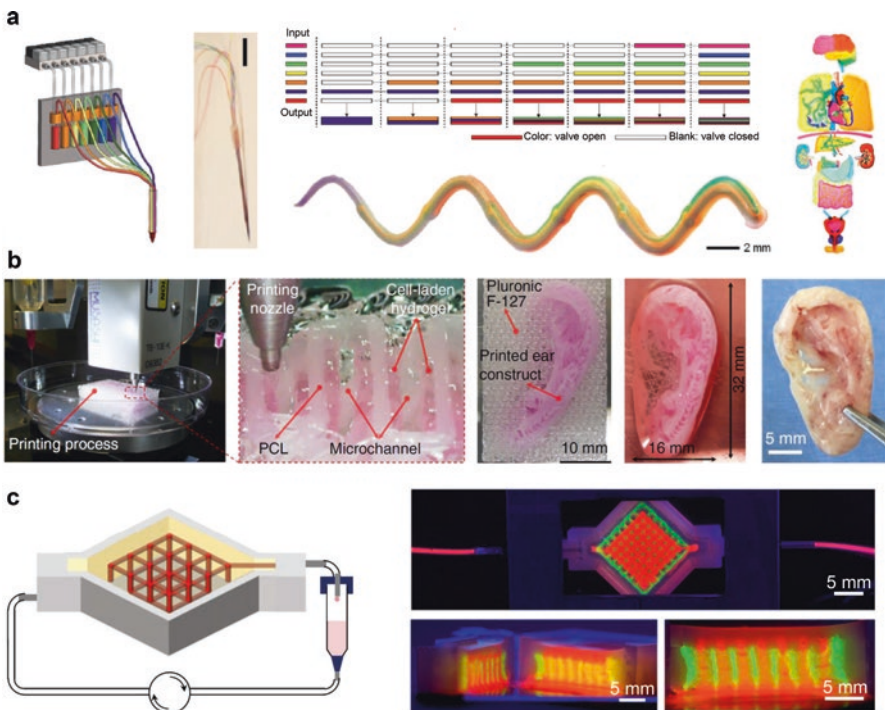 a
Input
Output
Color: valve open
Blank: valve closed
2 mm
b
Printing
nozzle
Cell-laden
hydrogel
Printing process
PCL
Microchannel
Pluronic
F-127
Printed ear
construct
10 mm
32 mm
16 mm
5 mm
c
5 mm
5 mm
5 mm